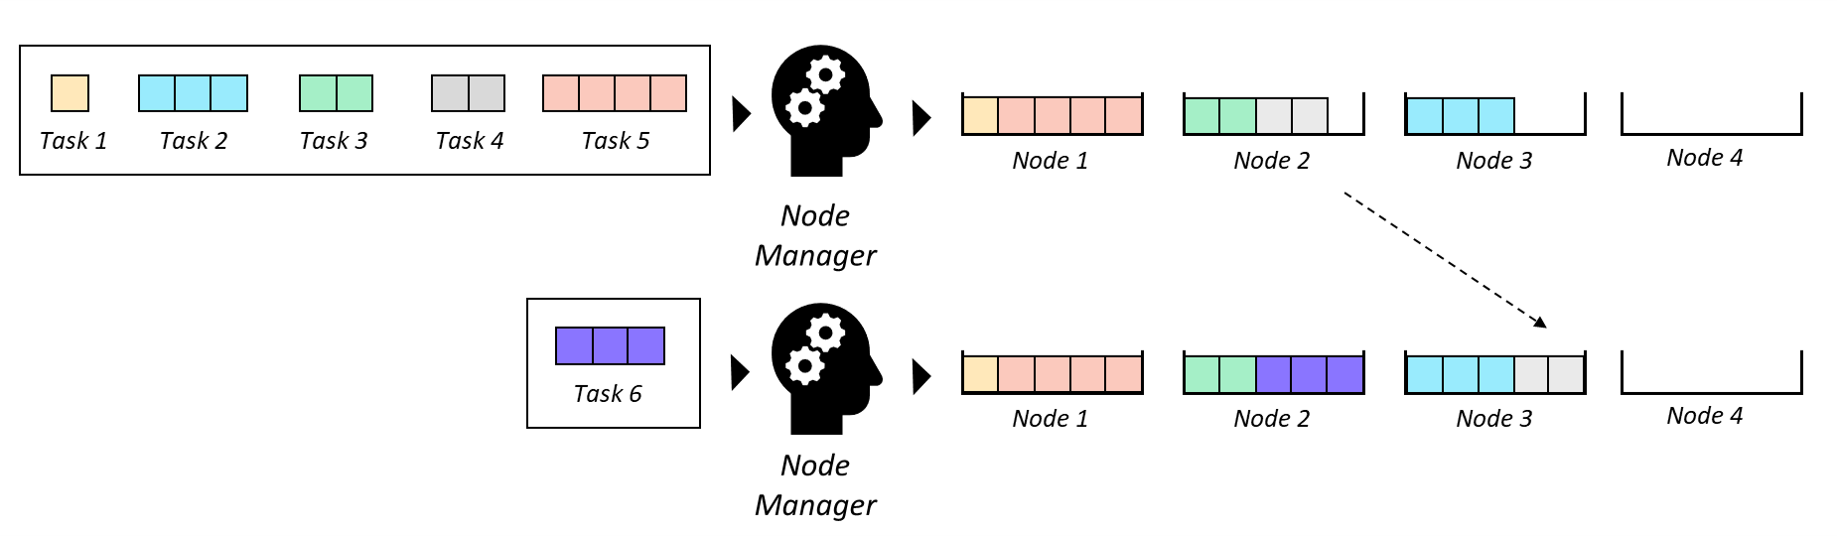 Task 1
Task 2
Task 3
Task 4
Task 5
Node
Manager
Node 1
Node 2
Node 3
Node 4
Task 6
Node
Manager
Node 1
Node 2
Node 3
Node 4